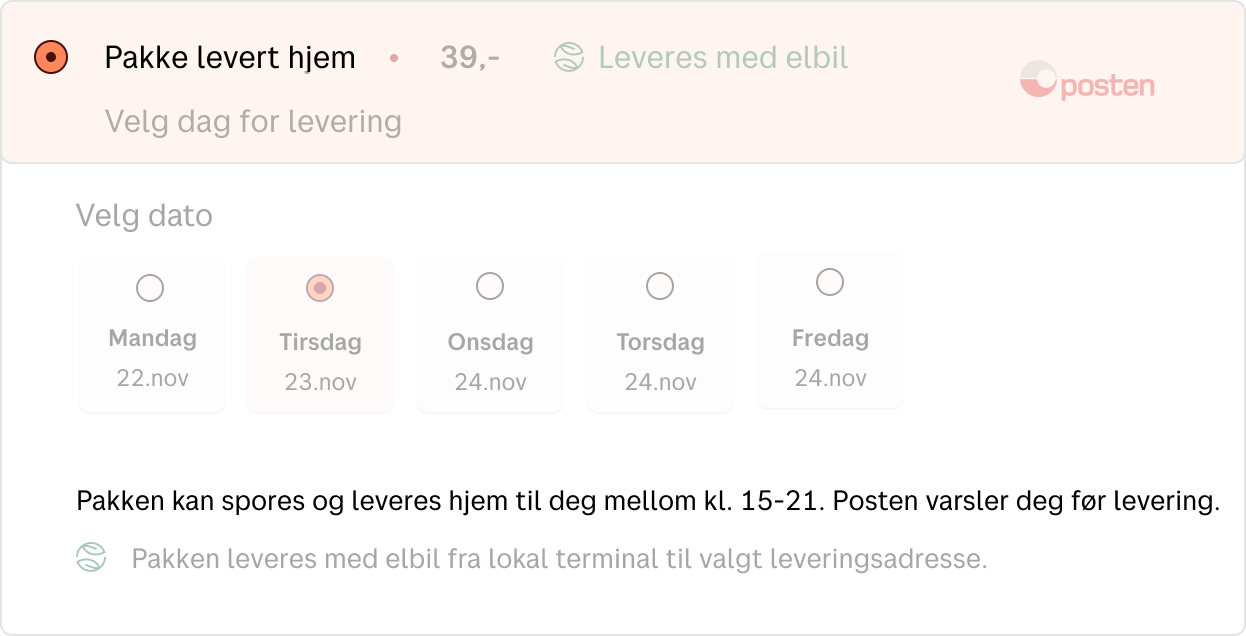 Pakke levert hjem • 39,- Leveres med elbil
posten
Velg dag for levering
Velg dato
Mandag Tirsdag Onsdag Torsdag Fredag
22.nov 23.nov 24.nov 24.nov 24.nov
Pakken kan spores og leveres hjem til deg mellom kl. 15-21. Posten varsler deg før levering.
Pakken leveres med elbil fra lokal terminal til valgt leveringsadresse.